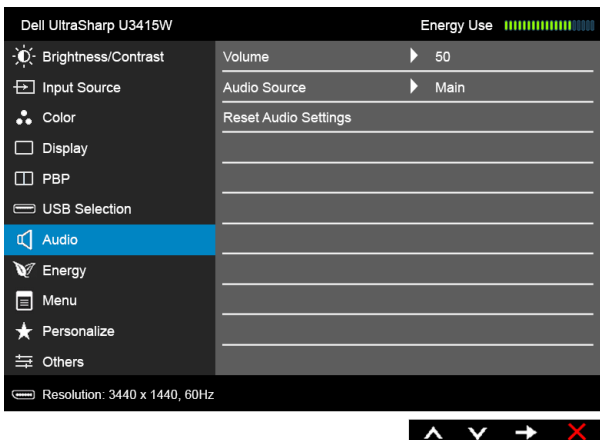 Dell UltraSharp U3415W Energy Use
Brightness/Contrast Volume 50
Input Source Audio Source Main
Color Reset Audio Settings
Display
PBP
USB Selection
Audio
Energy
Menu
Personalize
Others
Resolution: 3440 x 1440, 60Hz